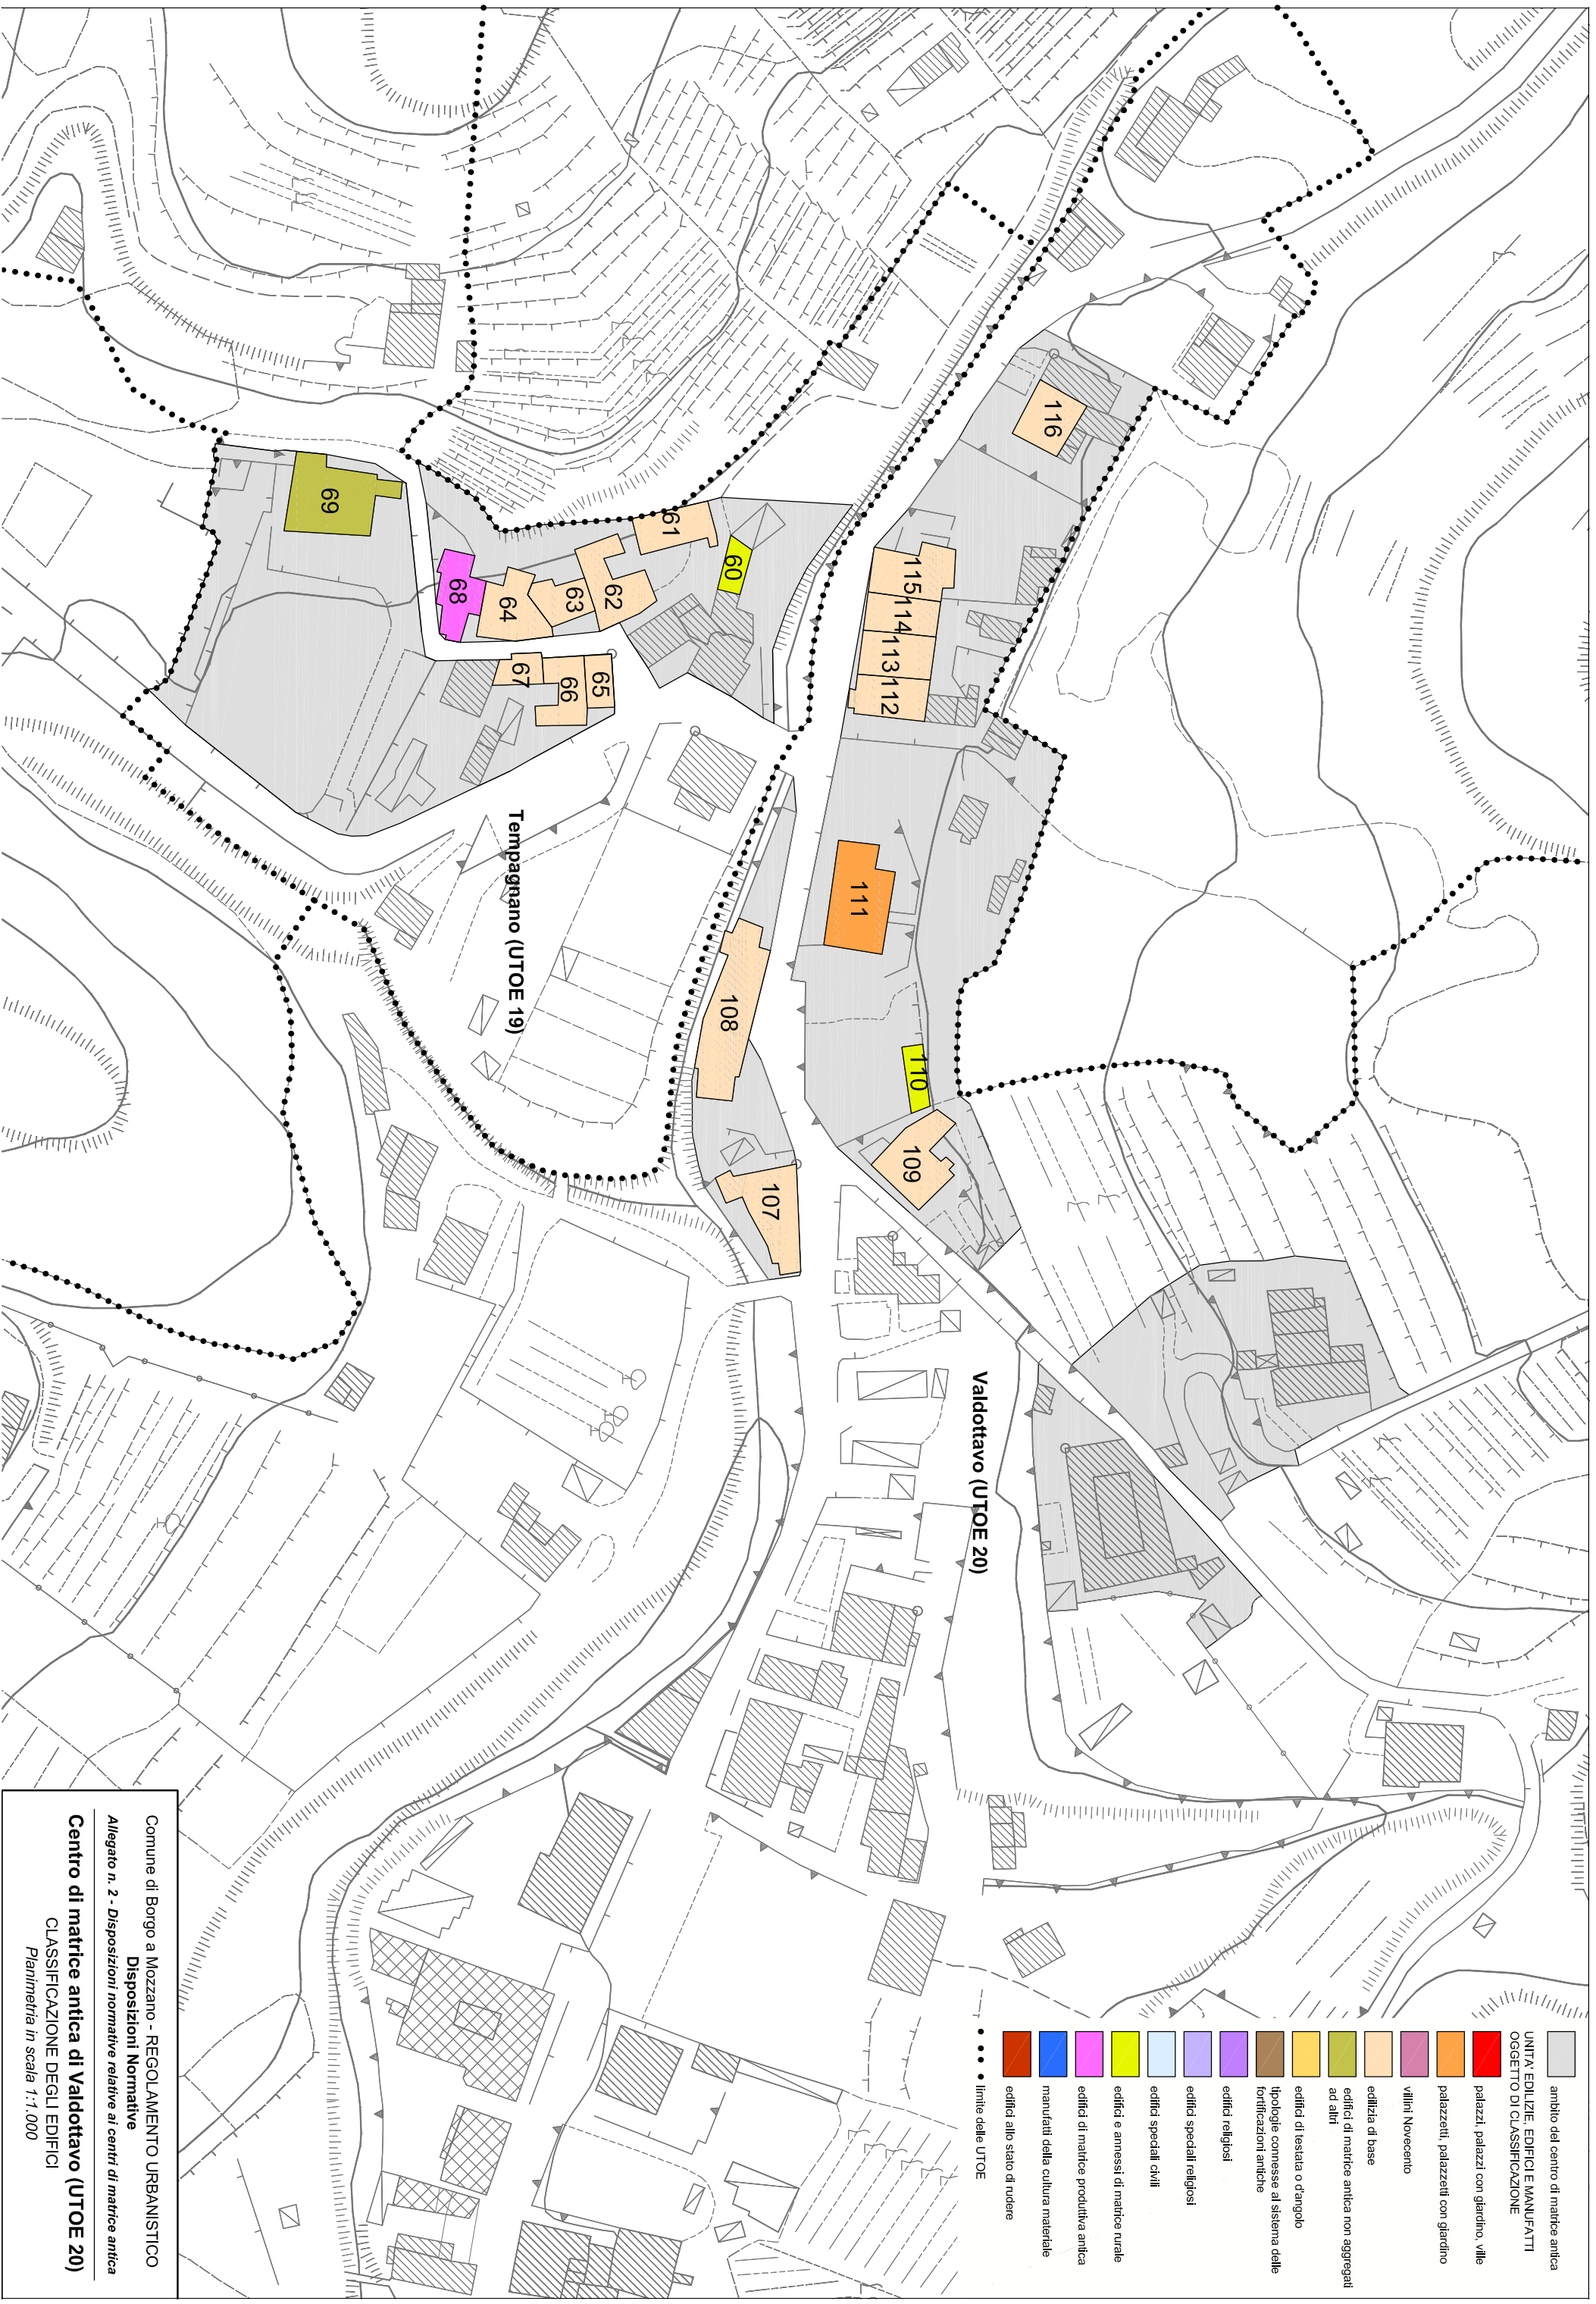 ambito del centro di matrice antica
UNITA' EDILIZIE, EDIFICI E MANUFATTI
OGGETTO DI CLASSIFICAZIONE
palazzi, palazzi con giardino, ville
palazzetti, palazzetti con giardino
villini Novecento
edilizia di base
edifici di matrice antica non aggregati
ad altri
edifici di testata o d'angolo
tipologie connesse al sistema delle
fortificazioni antiche
edifici religiosi
edifici speciali religiosi
edifici speciali civili
edifici e annessi di matrice rurale
edifici di matrice produttiva antica
manufatti della cultura materiale
edifici allo stato di rudere
limite delle UTOE
116
115
114
113
112
111
110
109
108
107
Valdottavo (UTOE 20)
60
61
62
63
64
65
66
67
68
69
Tempagnano (UTOE 19)
Comune di Borgo a Mozzano - REGOLAMENTO URBANISTICO
Disposizioni Normative
Allegato n. 2 - Disposizioni normative relative ai centri di matrice antica
Centro di matrice antica di Valdottavo (UTOE 20)
CLASSIFICAZIONE DEGLI EDIFICI
Planimetria in scala 1:1.000